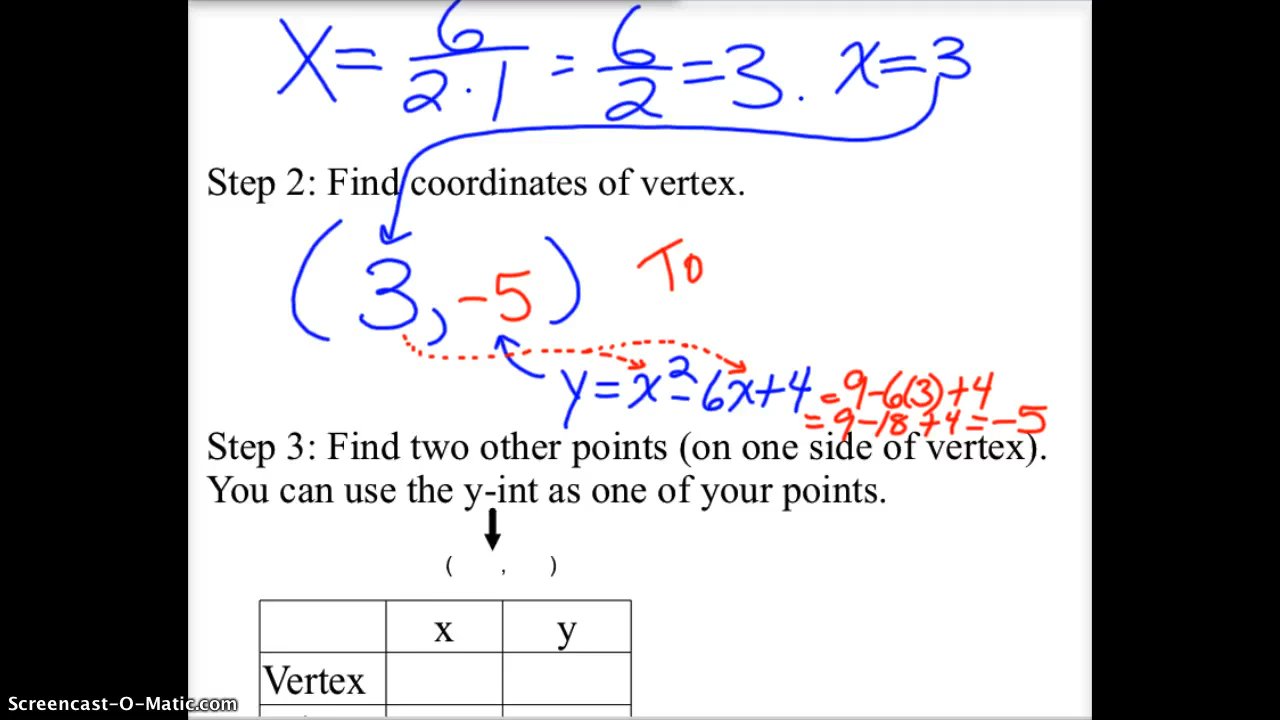 X = 6/(2·1) = 6/2 = 3. x = 3
Step 2: Find coordinates of vertex.
(3, -5) To
y = x² - 6x + 4 = 9 - 6(3) + 4
= 9 - 18 + 4 = -5
Step 3: Find two other points (on one side of vertex).
You can use the y-int as one of your points.
( , )
x y
Vertex
Screencast-O-Matic.com